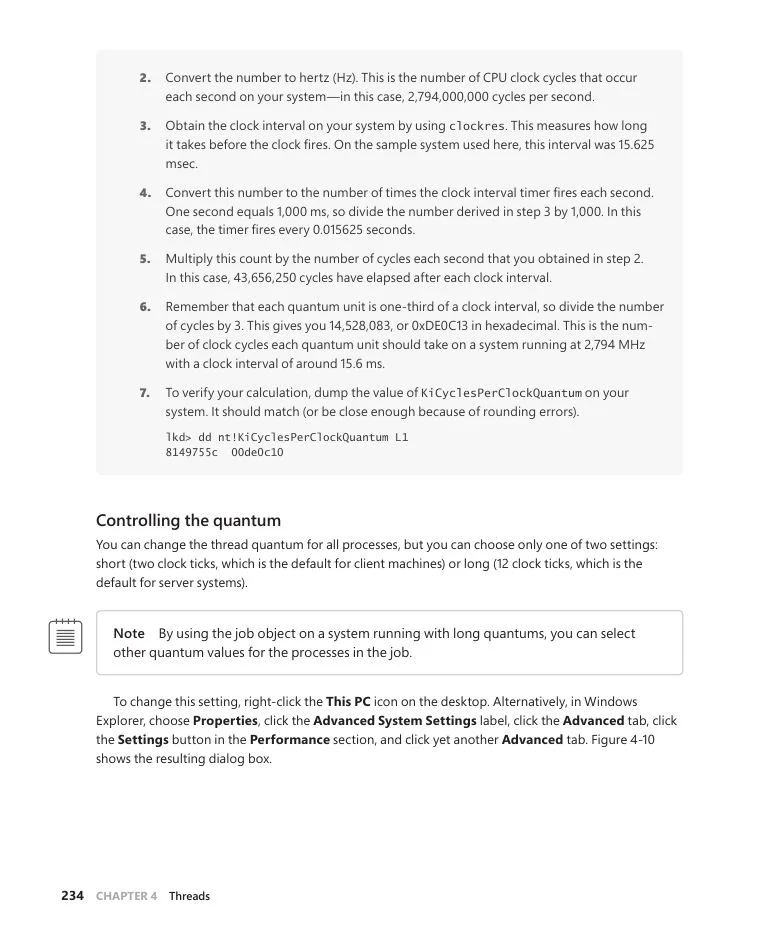 2. Convert the number to hertz (Hz). This is the number of CPU clock cycles that occur
each second on your system—in this case, 2,794,000,000 cycles per second.
3. Obtain the clock interval on your system by using clockres. This measures how long
it takes before the clock fires. On the sample system used here, this interval was 15.625
msec.
4. Convert this number to the number of times the clock interval timer fires each second.
One second equals 1,000 ms, so divide the number derived in step 3 by 1,000. In this
case, the timer fires every 0.015625 seconds.
5. Multiply this count by the number of cycles each second that you obtained in step 2.
In this case, 43,656,250 cycles have elapsed after each clock interval.
6. Remember that each quantum unit is one-third of a clock interval, so divide the number
of cycles by 3. This gives you 14,528,083, or 0xDE0C13 in hexadecimal. This is the num-
ber of clock cycles each quantum unit should take on a system running at 2,794 MHz
with a clock interval of around 15.6 ms.
7. To verify your calculation, dump the value of KiCyclesPerClockQuantum on your
system. It should match (or be close enough because of rounding errors).
lkd> dd nt!KiCyclesPerClockQuantum L1
8149755c  00de0c10
Controlling the quantum
You can change the thread quantum for all processes, but you can choose only one of two settings:
short (two clock ticks, which is the default for client machines) or long (12 clock ticks, which is the
default for server systems).
Note By using the job object on a system running with long quantums, you can select
other quantum values for the processes in the job.
To change this setting, right-click the This PC icon on the desktop. Alternatively, in Windows
Explorer, choose Properties, click the Advanced System Settings label, click the Advanced tab, click
the Settings button in the Performance section, and click yet another Advanced tab. Figure 4-10
shows the resulting dialog box.
234 CHAPTER 4 Threads